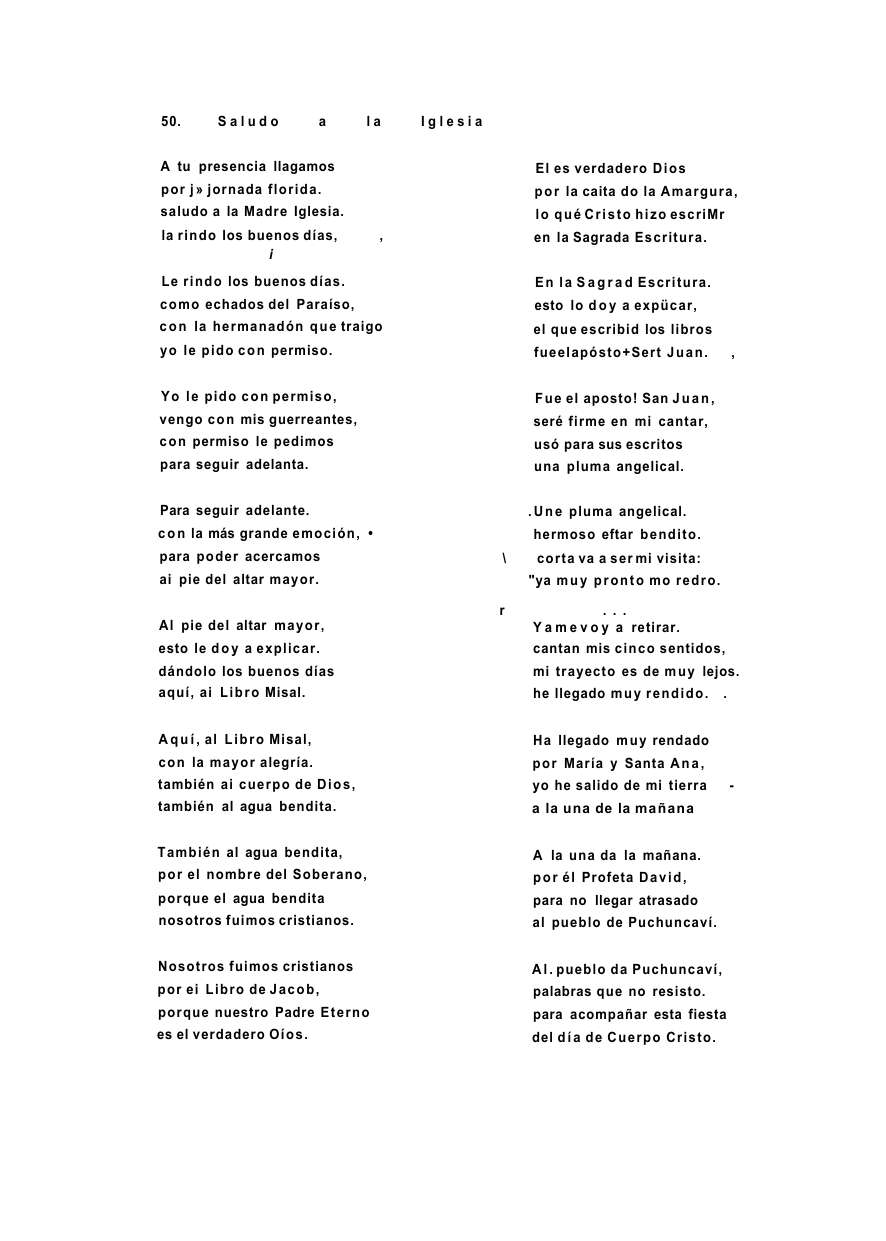 50. Saludo a la Iglesia
A tu presencia llagamos
por j» jornada florida.
saludo a la Madre Iglesia.
la rindo los buenos días, ,
i
Le rindo los buenos días.
como echados del Paraíso,
con la hermanadón que traigo
yo le pido con permiso.
Yo le pido con permiso,
vengo con mis guerreantes,
con permiso le pedimos
para seguir adelanta.
Para seguir adelante.
con la más grande emoción, •
para poder acercamos
ai pie del altar mayor.
Al pie del altar mayor,
esto le doy a explicar.
dándolo los buenos días
aquí, ai Libro Misal.
Aquí, al Libro Misal,
con la mayor alegría.
también ai cuerpo de Dios,
también al agua bendita.
También al agua bendita,
por el nombre del Soberano,
porque el agua bendita
nosotros fuimos cristianos.
Nosotros fuimos cristianos
por ei Libro de Jacob,
porque nuestro Padre Eterno
es el verdadero Oíos.
El es verdadero Dios
por la caita do la Amargura,
lo qué Cristo hizo escriMr
en la Sagrada Escritura.
En la Sagrad Escritura.
esto lo doy a expücar,
el que escribid los libros
fueelapósto+Sert Juan. ,
Fue el aposto! San Juan,
seré firme en mi cantar,
usó para sus escritos
una pluma angelical.
.Une pluma angelical.
hermoso eftar bendito.
\ corta va a ser mi visita:
"ya muy pronto mo redro.
r . . .
Ya me voy a retirar.
cantan mis cinco sentidos,
mi trayecto es de muy lejos.
he llegado muy rendido. .
Ha llegado muy rendado
por María y Santa Ana,
yo he salido de mi tierra -
a la una de la mañana
A la una da la mañana.
por él Profeta David,
para no llegar atrasado
al pueblo de Puchuncaví.
Al. pueblo da Puchuncaví,
palabras que no resisto.
para acompañar esta fiesta
del día de Cuerpo Cristo.